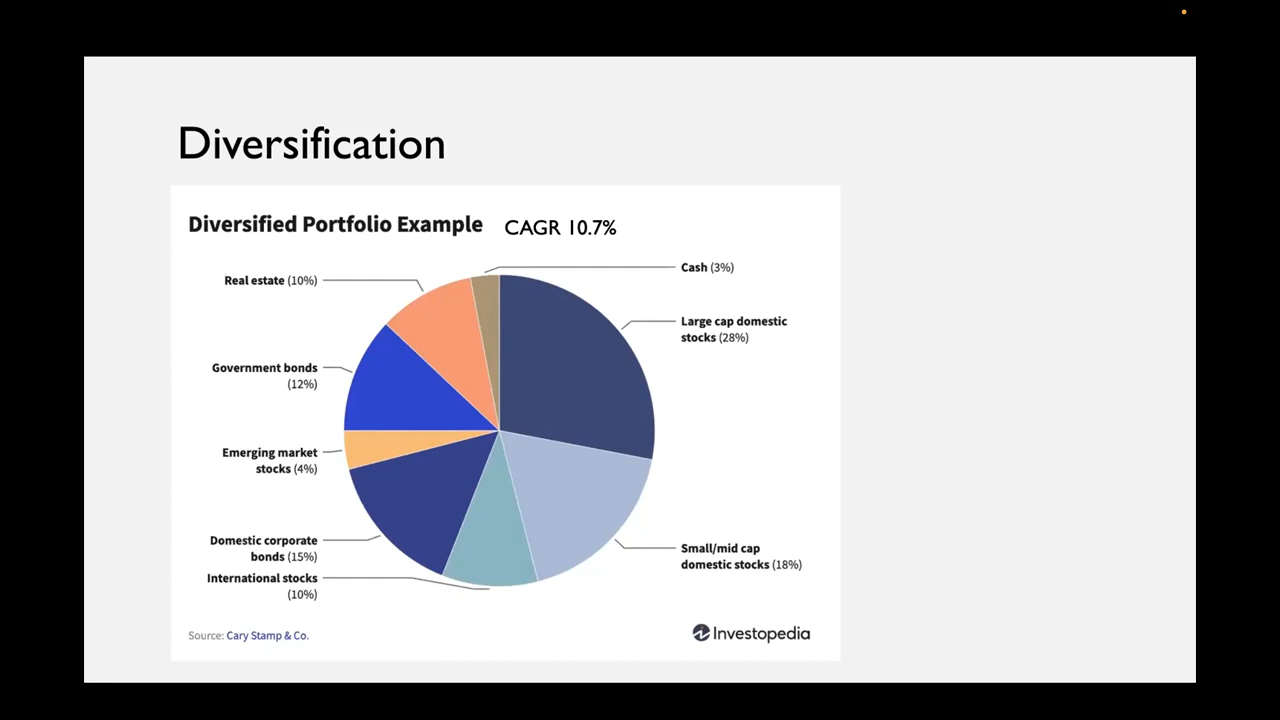 Diversification
Diversified Portfolio Example CAGR 10.7%
Cash (3%)
Real estate (10%)
Large cap domestic
stocks (28%)
Government bonds
(12%)
Emerging market
stocks (4%)
Domestic corporate
bonds (15%)
Small/mid cap
domestic stocks (18%)
International stocks
(10%)
Source: Cary Stamp & Co.
Investopedia